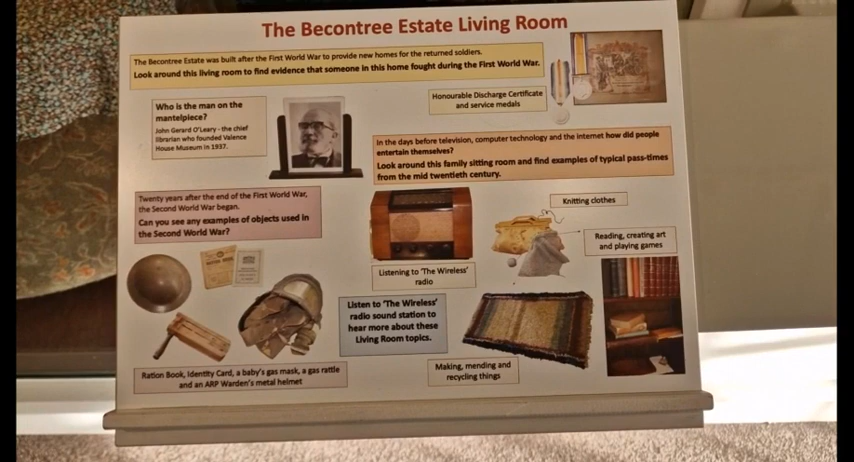 The Becontree Estate Living Room
The Becontree Estate was built after the First World War to provide new homes for the returned soldiers.
Look around this living room to find evidence that someone in this home fought during the First World War.
Who is the man on the
mantelpiece?
John Gerard O'Leary - the chief
librarian who founded Valence
House Museum in 1937.
Honourable Discharge Certificate
and service medals
In the days before television, computer technology and the internet how did people
entertain themselves?
Look around this family sitting room and find examples of typical pass-times
from the mid twentieth century.
Twenty years after the end of the First World War,
the Second World War began.
Can you see any examples of objects used in
the Second World War?
Knitting clothes
Reading, creating art
and playing games
Listening to 'The Wireless'
radio
Listen to 'The Wireless'
radio sound station to
hear more about these
Living Room topics.
Ration Book, Identity Card, a baby's gas mask, a gas rattle
and an ARP Warden's metal helmet
Making, mending and
recycling things